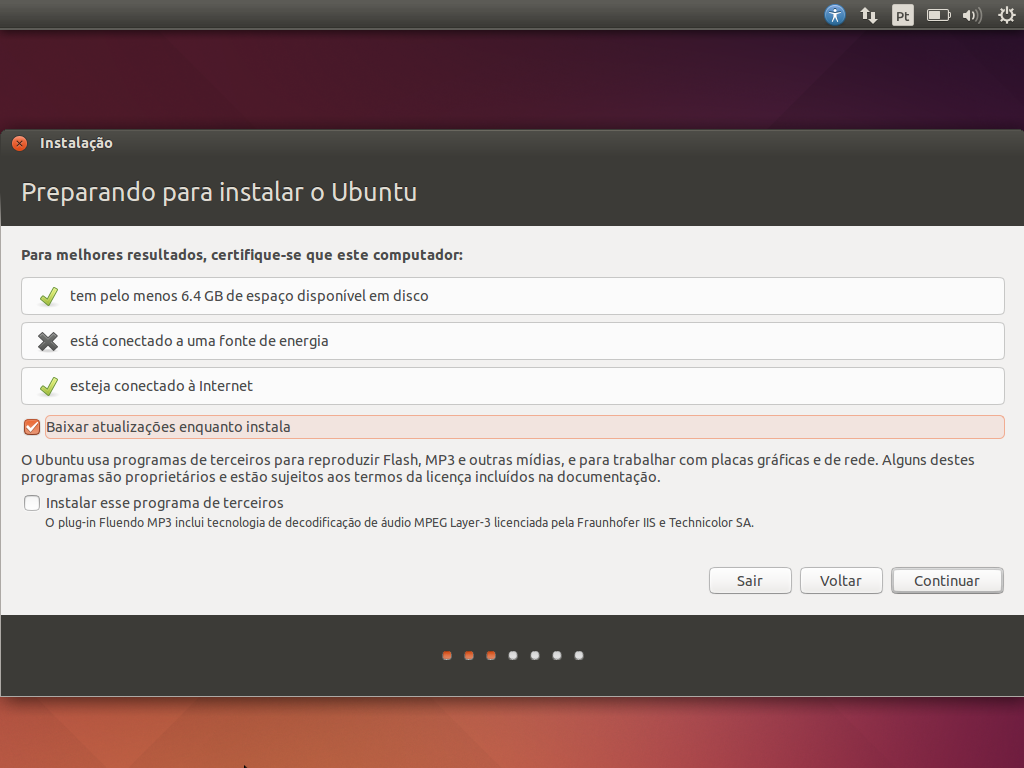 Pt
Instalação
Preparando para instalar o Ubuntu
Para melhores resultados, certifique-se que este computador:
tem pelo menos 6.4 GB de espaço disponível em disco
está conectado a uma fonte de energia
esteja conectado à Internet
Baixar atualizações enquanto instala
O Ubuntu usa programas de terceiros para reproduzir Flash, MP3 e outras mídias, e para trabalhar com placas gráficas e de rede. Alguns destes
programas são proprietários e estão sujeitos aos termos da licença incluídos na documentação.
Instalar esse programa de terceiros
O plug-in Fluendo MP3 inclui tecnologia de decodificação de áudio MPEG Layer-3 licenciada pela Fraunhofer IIS e Technicolor SA.
Sair Voltar Continuar